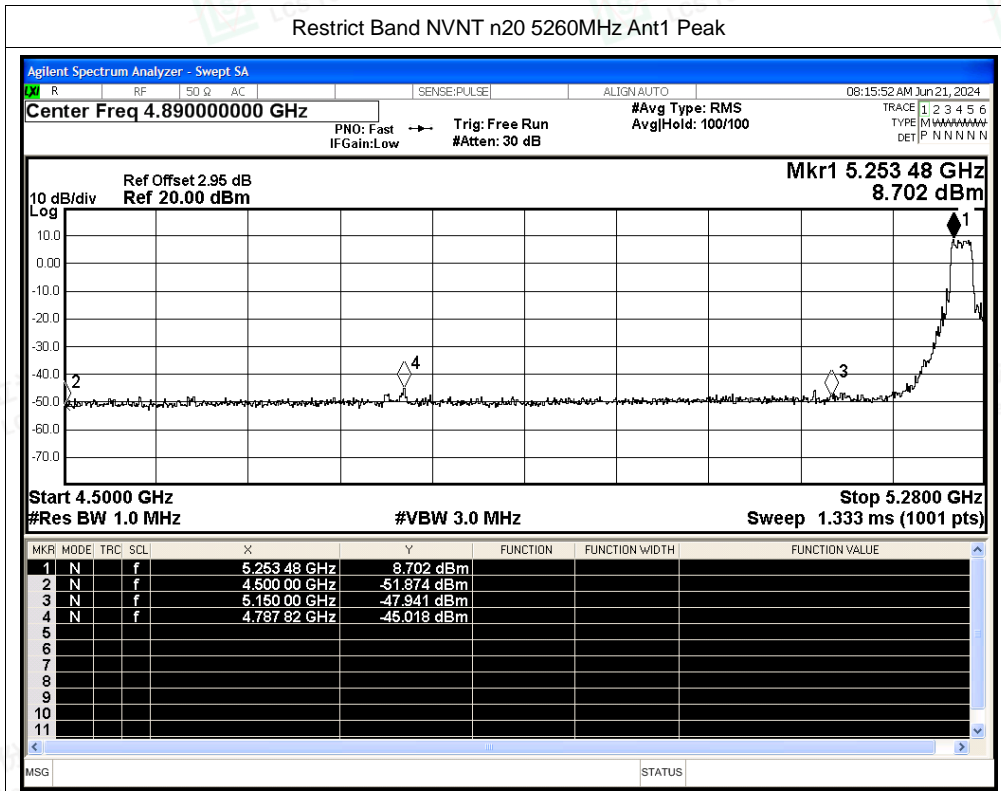 Restrict Band NVNT n20 5260MHz Ant1 Peak
Agilent Spectrum Analyzer - Swept SA
LXI R RF 50 Ω AC SENSE:PULSE ALIGN AUTO 08:15:52 AM Jun 21, 2024
Center Freq 4.890000000 GHz
PNO: Fast
IFGain:Low
Trig: Free Run
#Atten: 30 dB
#Avg Type: RMS
Avg|Hold: 100/100
TRACE 1 2 3 4 5 6
TYPE M WWWWW
DET P N N N N N
Ref Offset 2.95 dB
10 dB/div Ref 20.00 dBm
Log
Mkr1 5.253 48 GHz
8.702 dBm
10.0
0.00
-10.0
-20.0
-30.0
-40.0
-50.0
-60.0
-70.0
1
2
4
3
Start 4.5000 GHz Stop 5.2800 GHz
#Res BW 1.0 MHz #VBW 3.0 MHz Sweep 1.333 ms (1001 pts)
MKR MODE TRC SCL X Y FUNCTION FUNCTION WIDTH FUNCTION VALUE
1 N f 5.253 48 GHz 8.702 dBm
2 N f 4.500 00 GHz -51.874 dBm
3 N f 5.150 00 GHz -47.941 dBm
4 N f 4.787 82 GHz -45.018 dBm
5
6
7
8
9
10
11
MSG STATUS